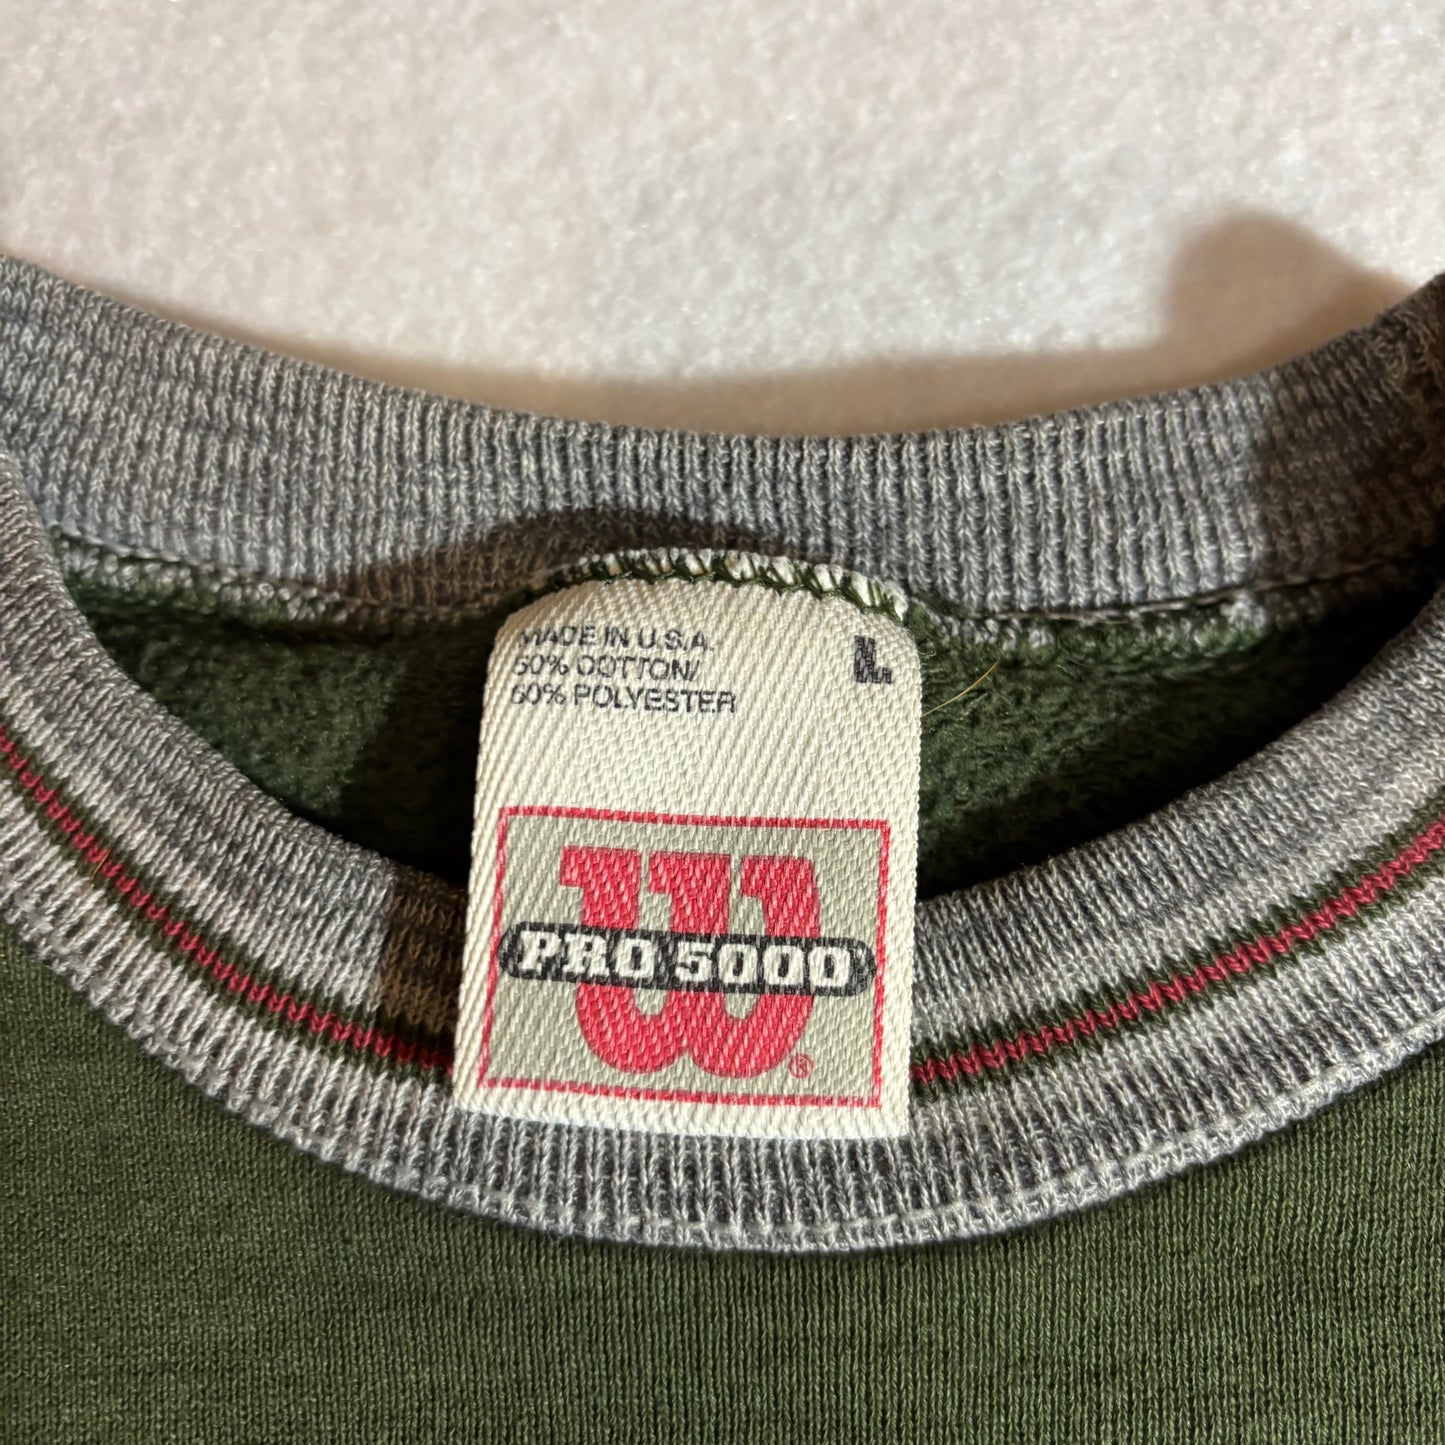 MADE IN U.S.A.
50% COTTON/
50% POLYESTER
L
W
PRO 5000
®